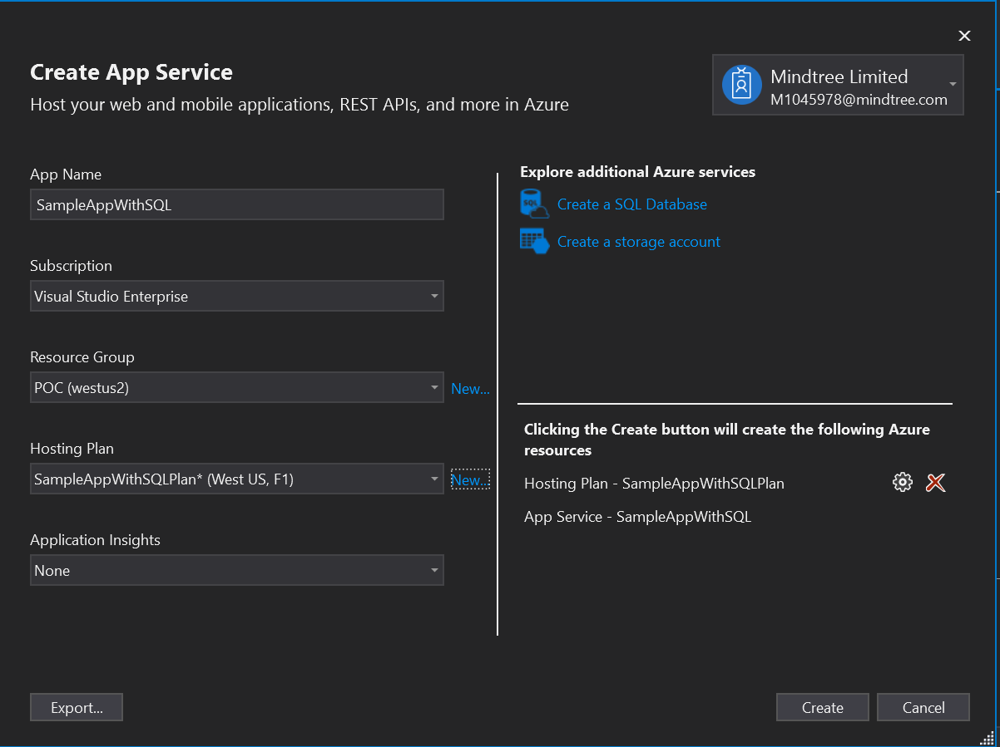 Create App Service
Host your web and mobile applications, REST APIs, and more in Azure
Mindtree Limited
M1045978@mindtree.com
App Name
SampleAppWithSQL
Subscription
Visual Studio Enterprise
Resource Group
POC (westus2)
New...
Hosting Plan
SampleAppWithSQLPlan* (West US, F1)
New...
Application Insights
None
Explore additional Azure services
SQL
Create a SQL Database
Create a storage account
Clicking the Create button will create the following Azure
resources
Hosting Plan - SampleAppWithSQLPlan
App Service - SampleAppWithSQL
Export...
Create
Cancel